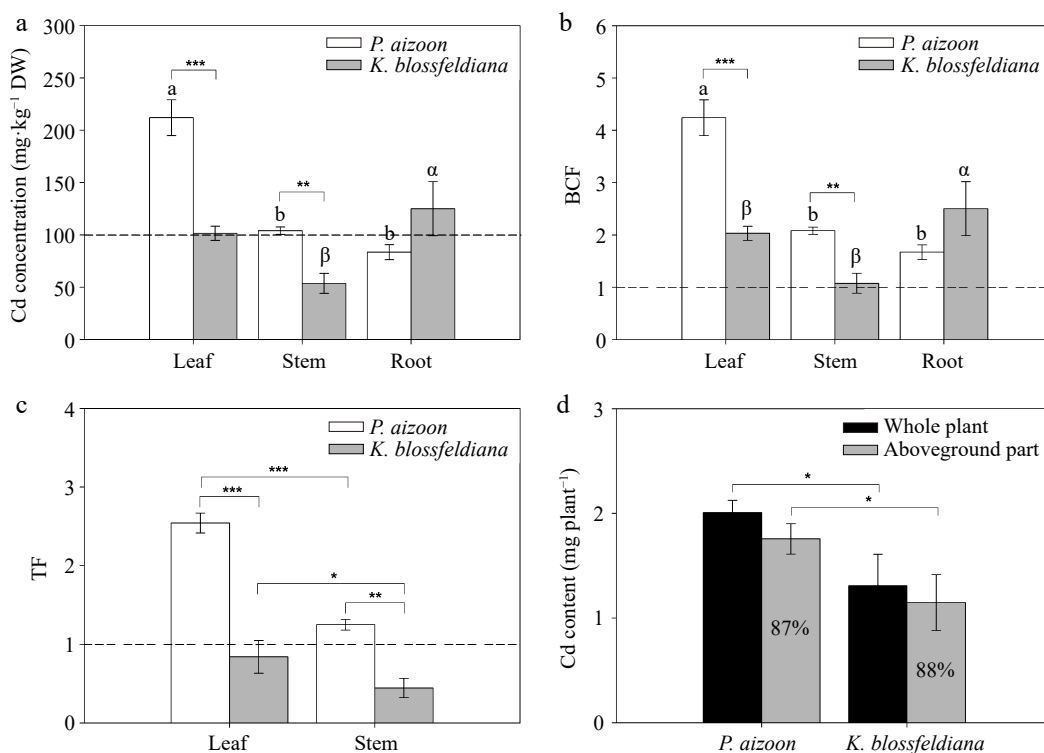 a
Cd concentration (mg·kg⁻¹ DW)
300
250
200
150
100
50
0
P. aizoon
K. blossfeldiana
***
a
**
b
β
b
α
Leaf Stem Root
b
BCF
6
5
4
3
2
1
0
P. aizoon
K. blossfeldiana
***
a
β
**
b
β
b
α
Leaf Stem Root
c
TF
4
3
2
1
0
P. aizoon
K. blossfeldiana
***
***
*
**
Leaf Stem
d
Cd content (mg plant⁻¹)
3
2
1
0
Whole plant
Aboveground part
*
*
87%
88%
P. aizoon K. blossfeldiana